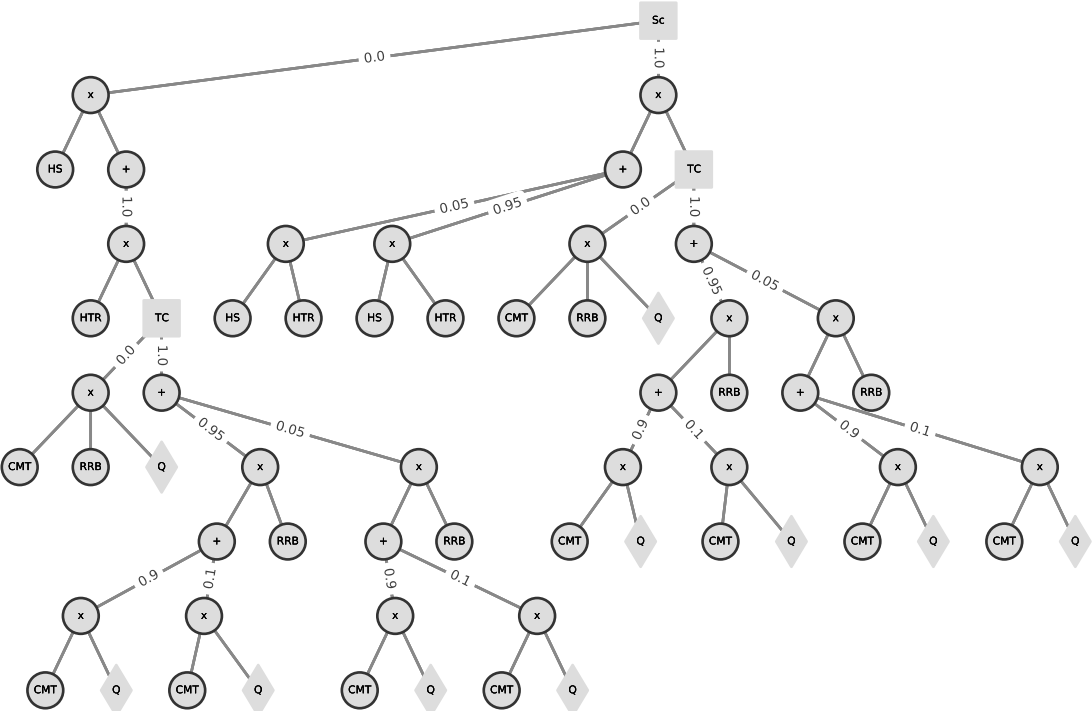 Sc
0.0
1.0
x x
HS + + TC
1.0 0.05 0.95 0.0 1.0
x x x x +
0.95 0.05
HTR TC HS HTR HS HTR CMT RRB Q x x
0.0 1.0
x + + RRB + RRB
0.95 0.05 0.9 0.1 0.9 0.1
CMT RRB Q x x x x x x
+ RRB + RRB CMT Q CMT Q CMT Q CMT Q
0.9 0.1 0.9 0.1
x x x x
CMT Q CMT Q CMT Q CMT Q